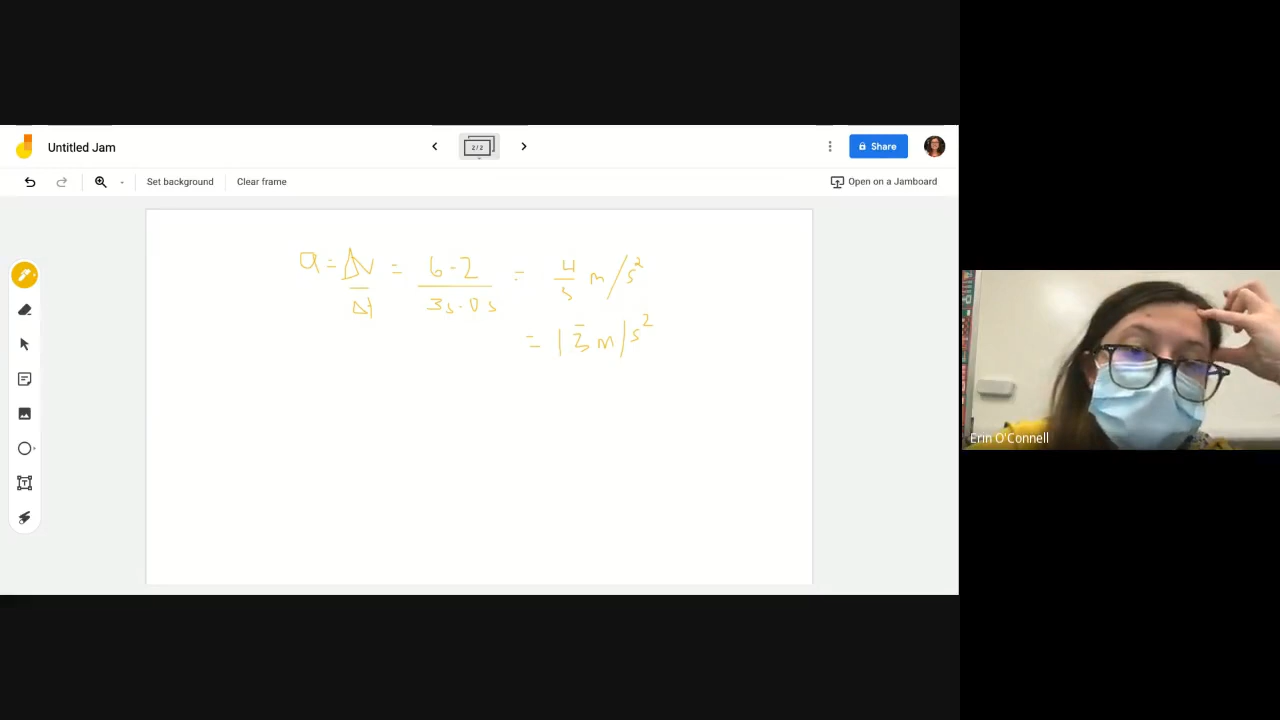 Untitled Jam
2/2
Share
Set background
Clear frame
Open on a Jamboard
a = Δv/Δt = 6-2/3s-0s = 4/3 m/s²
= 1.3̅ m/s²
Erin O'Connell